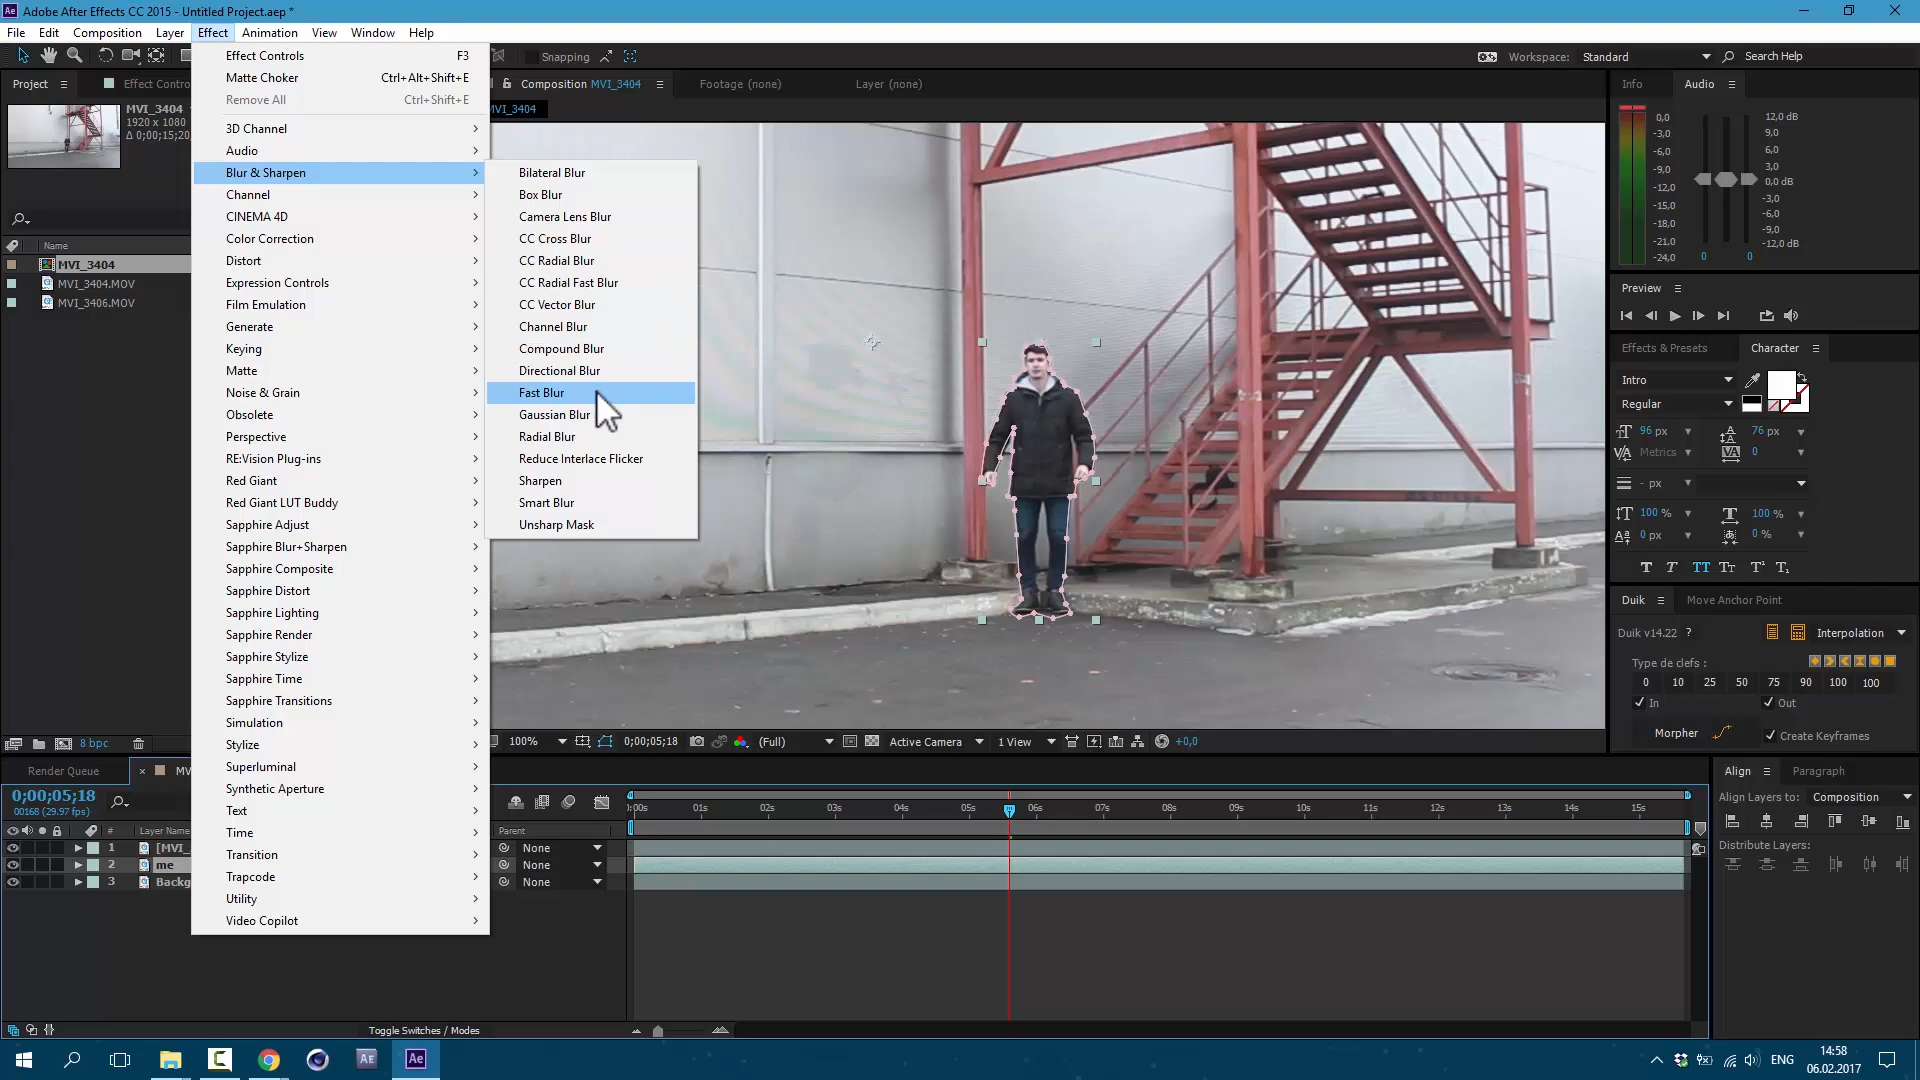 Adobe After Effects CC 2015 - Untitled Project.aep *
File Edit Composition Layer Effect Animation View Window Help
Snapping
Workspace: Standard
Search Help
Project
Effect Contro
MVI_3404
1920 x 1080
Δ 0;00;15;20,
Name
MVI_3404
MVI_3404.MOV
MVI_3406.MOV
8 bpc
Effect Controls F3
Matte Choker Ctrl+Alt+Shift+E
Remove All Ctrl+Shift+E
3D Channel
Audio
Blur & Sharpen
Channel
CINEMA 4D
Color Correction
Distort
Expression Controls
Film Emulation
Generate
Keying
Matte
Noise & Grain
Obsolete
Perspective
RE:Vision Plug-ins
Red Giant
Red Giant LUT Buddy
Sapphire Adjust
Sapphire Blur+Sharpen
Sapphire Composite
Sapphire Distort
Sapphire Lighting
Sapphire Render
Sapphire Stylize
Sapphire Time
Sapphire Transitions
Simulation
Stylize
Superluminal
Synthetic Aperture
Text
Time
Transition
Trapcode
Utility
Video Copilot
Bilateral Blur
Box Blur
Camera Lens Blur
CC Cross Blur
CC Radial Blur
CC Radial Fast Blur
CC Vector Blur
Channel Blur
Compound Blur
Directional Blur
Fast Blur
Gaussian Blur
Radial Blur
Reduce Interlace Flicker
Sharpen
Smart Blur
Unsharp Mask
Composition MVI_3404
Footage (none)
Layer (none)
MVI_3404
100%
0;00;05;18
(Full)
Active Camera
1 View
+0,0
Info
Audio
0,0
-3,0
-6,0
-9,0
-12,0
-15,0
-18,0
-21,0
-24,0
12,0 dB
9,0
6,0
3,0
0,0 dB
-3,0
-6,0
-9,0
-12,0 dB
0 0
Preview
Effects & Presets
Character
Intro
Regular
96 px 76 px
Metrics 0
- px
100 % 100 %
0 px 0 %
Duik
Move Anchor Point
Duik v14.22 ? Interpolation
Type de clefs :
0 10 25 50 75 90 100 100
In Out
Morpher
Create Keyframes
Render Queue
MV
0;00;05;18
00168 (29.97 fps)
# Layer Name
1 [MVI_
2 me
3 Backg
Parent
None
None
None
:00s 01s 02s 03s 04s 05s 06s 07s 08s 09s 10s 11s 12s 13s 14s 15s
Toggle Switches / Modes
Align
Paragraph
Align Layers to: Composition
Distribute Layers:
ENG
14:58
06.02.2017